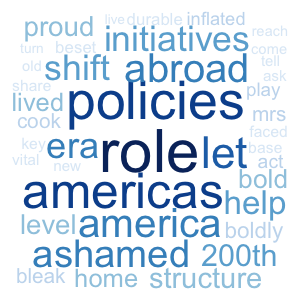 proud live durable inflated
turn beset initiatives reach
old shift abroad come
share tell
lived policies ask
cook play
era role let mrs
key faced
vital new base
americas act
bold
help
level america boldly
ashamed 200th
bleak home structure